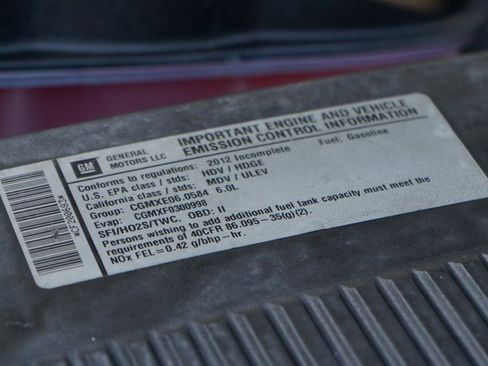 GM
GENERAL
MOTORS LLC
IMPORTANT ENGINE AND VEHICLE
EMISSION CONTROL INFORMATION
Conforms to regulations: 2012 Incomplete Fuel: Gasoline
U.S. EPA class / stds: HDV / HDGE
California class / stds: MDV / ULEV
Group: CGMXE06.0584 6.0L
Evap: CGMXF0300998
SFI/HO2S/TWC, OBD: II
Persons wishing to add additional fuel tank capacity must meet the
requirements of 40CFR 86.095-35(g)(2).
NOx FEL=0.42 g/bhp-hr.